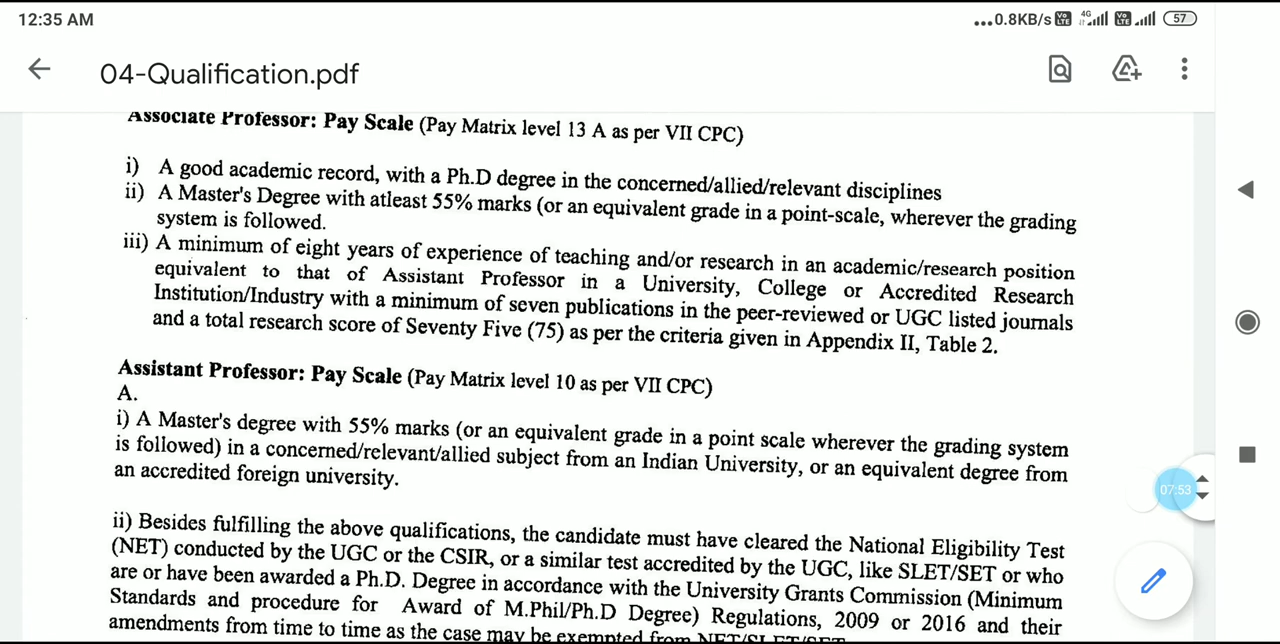 12:35 AM
...0.8KB/s Vo LTE 4G Vo LTE 57
04-Qualification.pdf
Associate Professor: Pay Scale (Pay Matrix level 13 A as per VII CPC)
i) A good academic record, with a Ph.D degree in the concerned/allied/relevant disciplines
ii) A Master's Degree with atleast 55% marks (or an equivalent grade in a point-scale, wherever the grading
system is followed.
iii) A minimum of eight years of experience of teaching and/or research in an academic/research position
equivalent to that of Assistant Professor in a University, College or Accredited Research
Institution/Industry with a minimum of seven publications in the peer-reviewed or UGC listed journals
and a total research score of Seventy Five (75) as per the criteria given in Appendix II, Table 2.
Assistant Professor: Pay Scale (Pay Matrix level 10 as per VII CPC)
A.
i) A Master's degree with 55% marks (or an equivalent grade in a point scale wherever the grading system
is followed) in a concerned/relevant/allied subject from an Indian University, or an equivalent degree from
an accredited foreign university.
07:53
ii) Besides fulfilling the above qualifications, the candidate must have cleared the National Eligibility Test
(NET) conducted by the UGC or the CSIR, or a similar test accredited by the UGC, like SLET/SET or who
are or have been awarded a Ph.D. Degree in accordance with the University Grants Commission (Minimum
Standards and procedure for Award of M.Phil/Ph.D Degree) Regulations, 2009 or 2016 and their
amendments from time to time as the case may be exempted from NET/SLET/SET